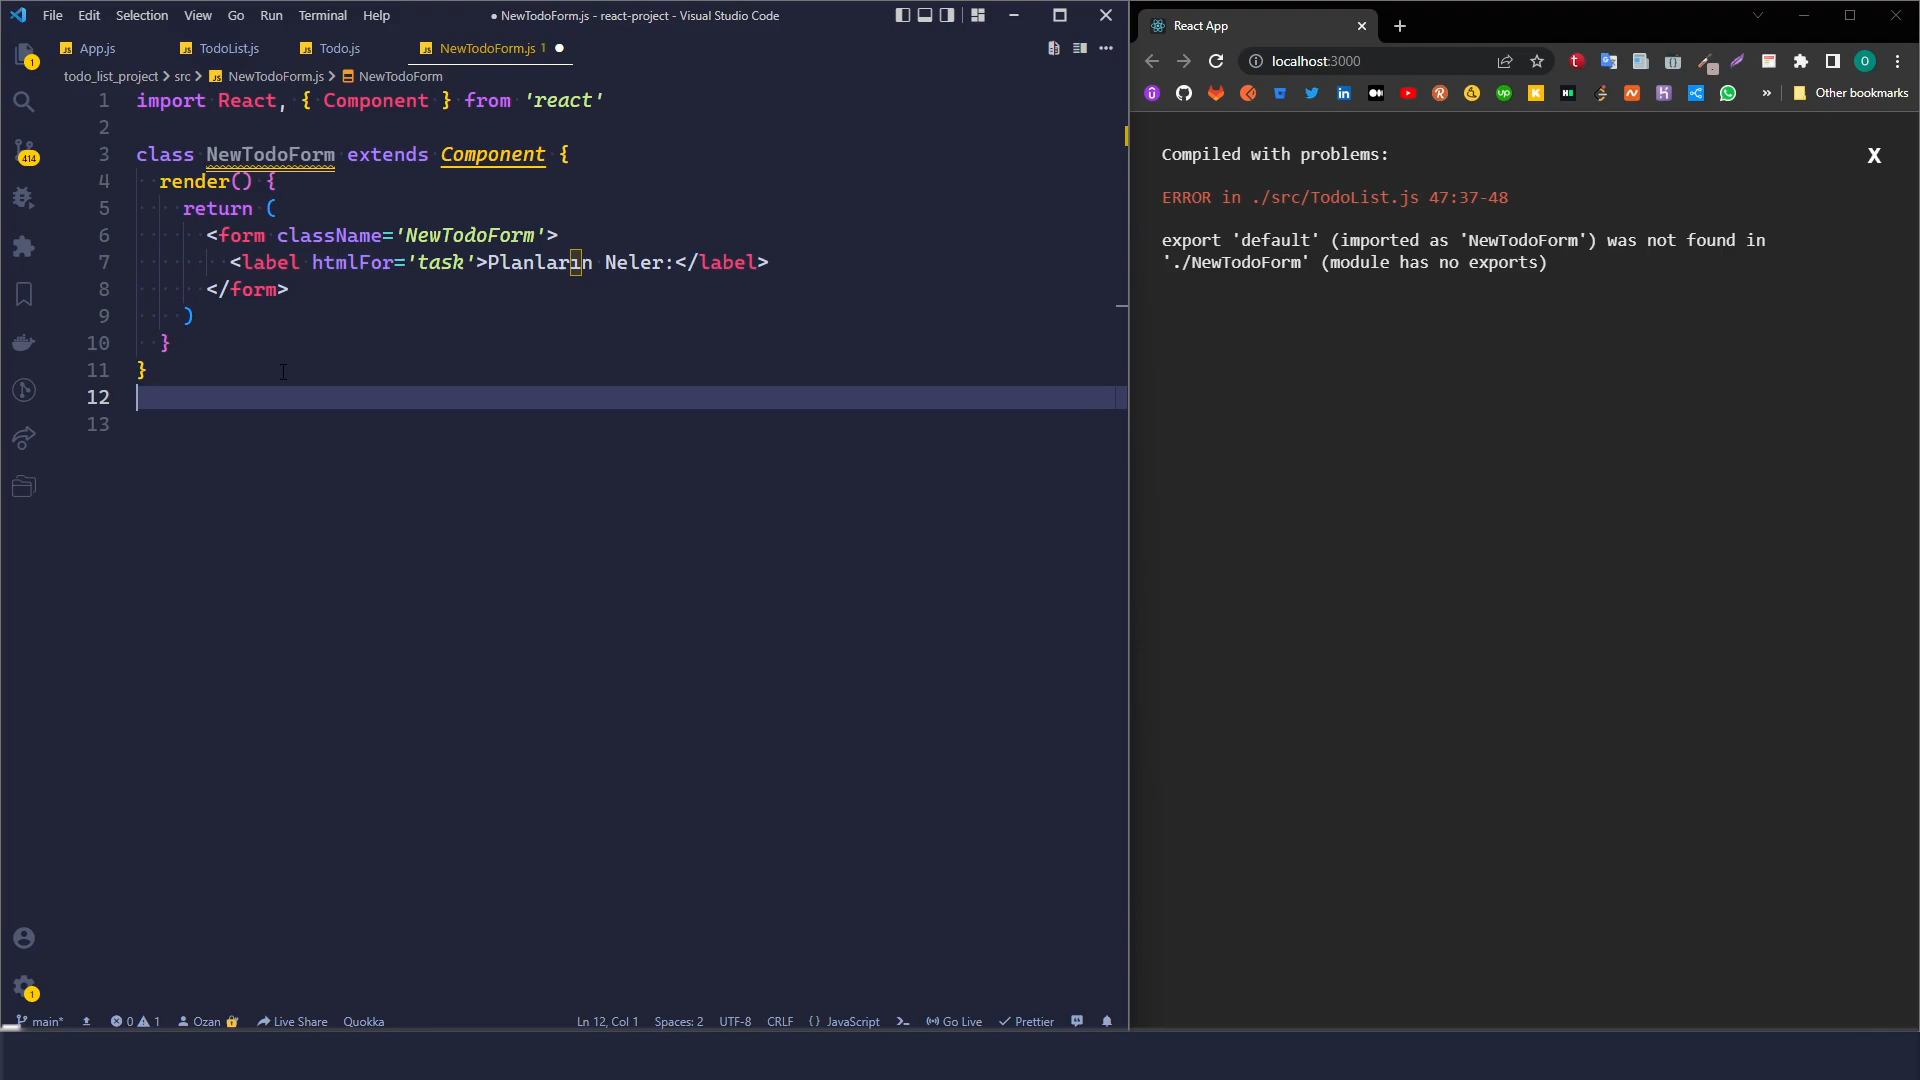 File Edit Selection View Go Run Terminal Help
● NewTodoForm.js - react-project - Visual Studio Code
App.js TodoList.js Todo.js NewTodoForm.js 1
todo_list_project > src > NewTodoForm.js > NewTodoForm
1 import React, { Component } from 'react'
2
3 class NewTodoForm extends Component {
4 render() {
5 return (
6 <form className='NewTodoForm'>
7 <label htmlFor='task'>Planların Neler:</label>
8 </form>
9 )
10 }
11 }
12
13
1
414
1
main* 0 1 Ozan Live Share Quokka Ln 12, Col 1 Spaces: 2 UTF-8 CRLF {} JavaScript Go Live Prettier
React App
localhost:3000
Other bookmarks
Compiled with problems:
X
ERROR in ./src/TodoList.js 47:37-48
export 'default' (imported as 'NewTodoForm') was not found in
'./NewTodoForm' (module has no exports)